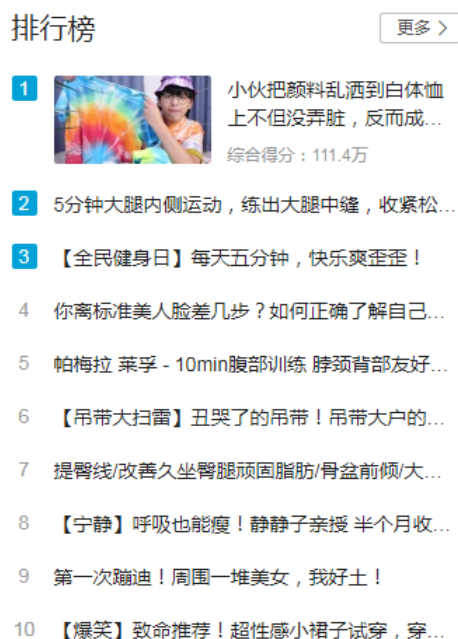 排行榜
更多
1
小伙把颜料乱洒到白体恤
上不但没弄脏，反而成...
综合得分：111.4万
2 5分钟大腿内侧运动，练出大腿中缝，收紧松...
3 【全民健身日】每天五分钟，快乐爽歪歪！
4 你离标准美人脸差几步？如何正确了解自己...
5 帕梅拉 莱孚 - 10min腹部训练 脖颈背部友好...
6 【吊带大扫雷】丑哭了的吊带！吊带大户的...
7 提臀线/改善久坐臀腿顽固脂肪/骨盆前倾/大...
8 【宁静】呼吸也能瘦！静静子亲授 半个月收...
9 第一次蹦迪！周围一堆美女，我好土！
10 【爆笑】致命推荐！超性感小裙子试穿，穿...